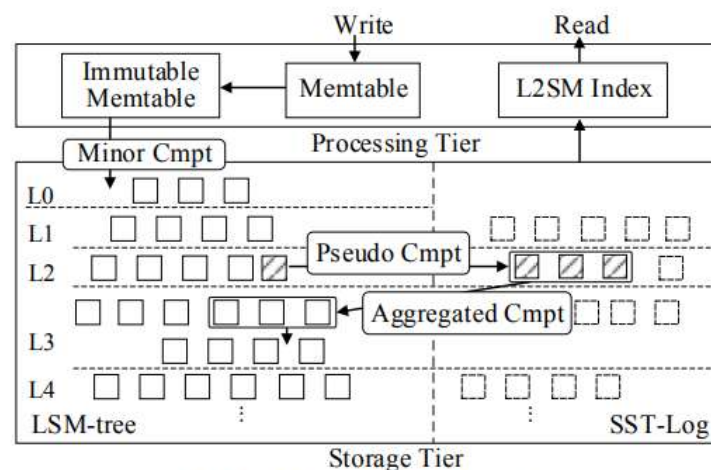 Write
Read
Immutable
Memtable
Memtable
L2SM Index
Minor Cmpt
Processing Tier
L0
L1
Pseudo Cmpt
L2
Aggregated Cmpt
L3
L4
LSM-tree
SST-Log
Storage Tier